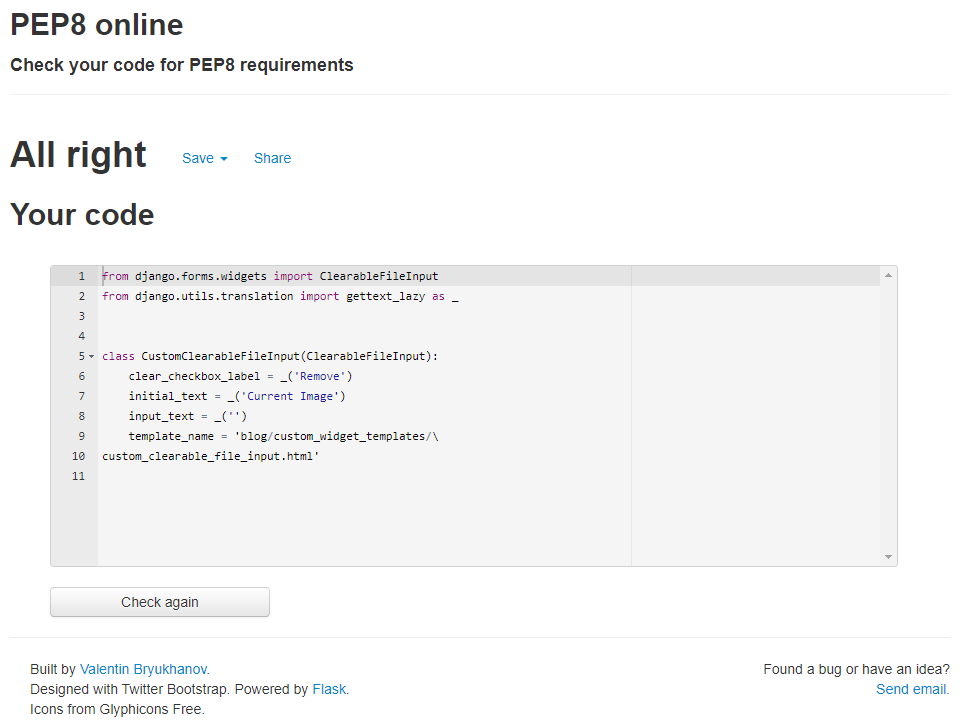 PEP8 online
Check your code for PEP8 requirements
All right Save Share
Your code
1 from django.forms.widgets import ClearableFileInput
2 from django.utils.translation import gettext_lazy as _
3
4
5 class CustomClearableFileInput(ClearableFileInput):
6     clear_checkbox_label = _('Remove')
7     initial_text = _('Current Image')
8     input_text = _('')
9     template_name = 'blog/custom_widget_templates/\
10 custom_clearable_file_input.html'
11
Check again
Built by Valentin Bryukhanov.
Designed with Twitter Bootstrap. Powered by Flask.
Icons from Glyphicons Free.
Found a bug or have an idea?
Send email.